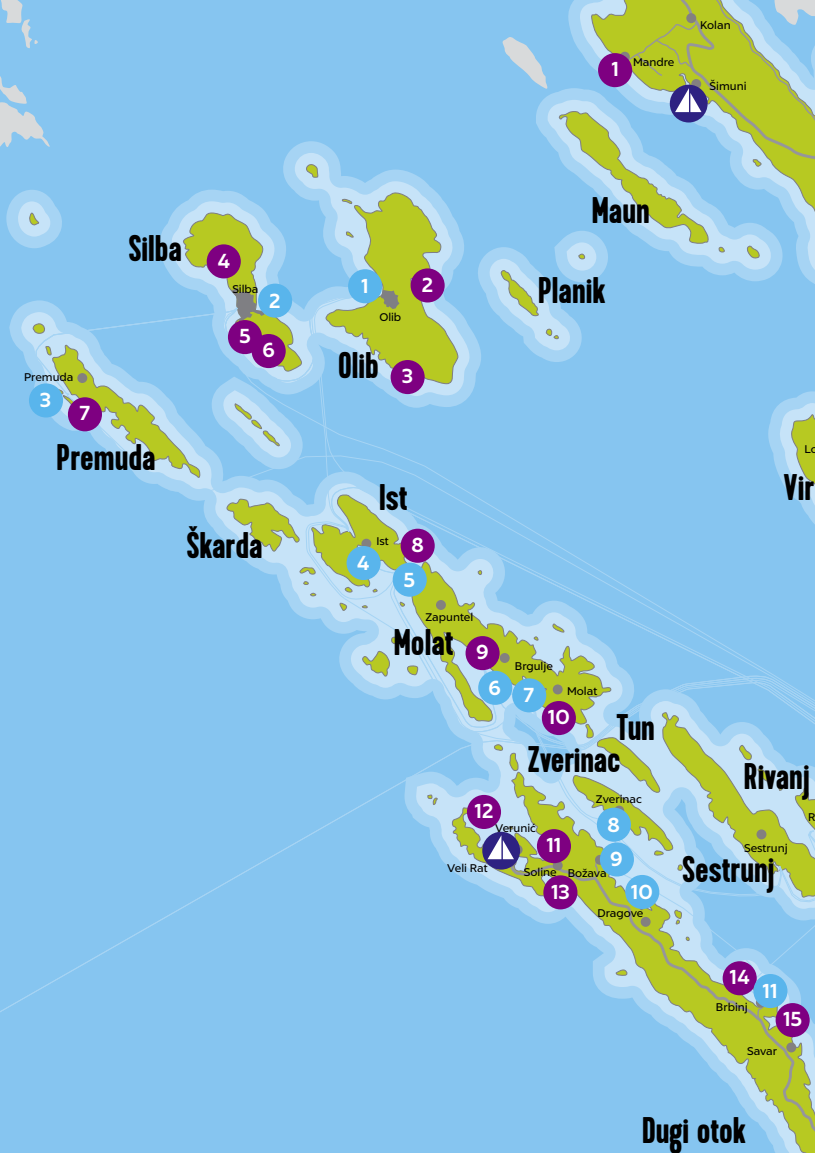 Kolan
Mandre
1
Šimuni
Maun
Silba
4
Silba
2
1
2
Planik
5
6
Olib
Olib
3
Premuda
3
7
Premuda
Vir
Ist
Škarda
Ist
8
4
5
Zapuntel
Molat
9
Brgulje
6
7
Molat
10
Tun
Zverinac
Rivanj
Zverinac
12
8
Verunić
11
9
Sestrunj
Veli Rat
Soline
Božava
Sestrunj
13
10
Dragove
14
11
Brbinj
15
Savar
Dugi otok